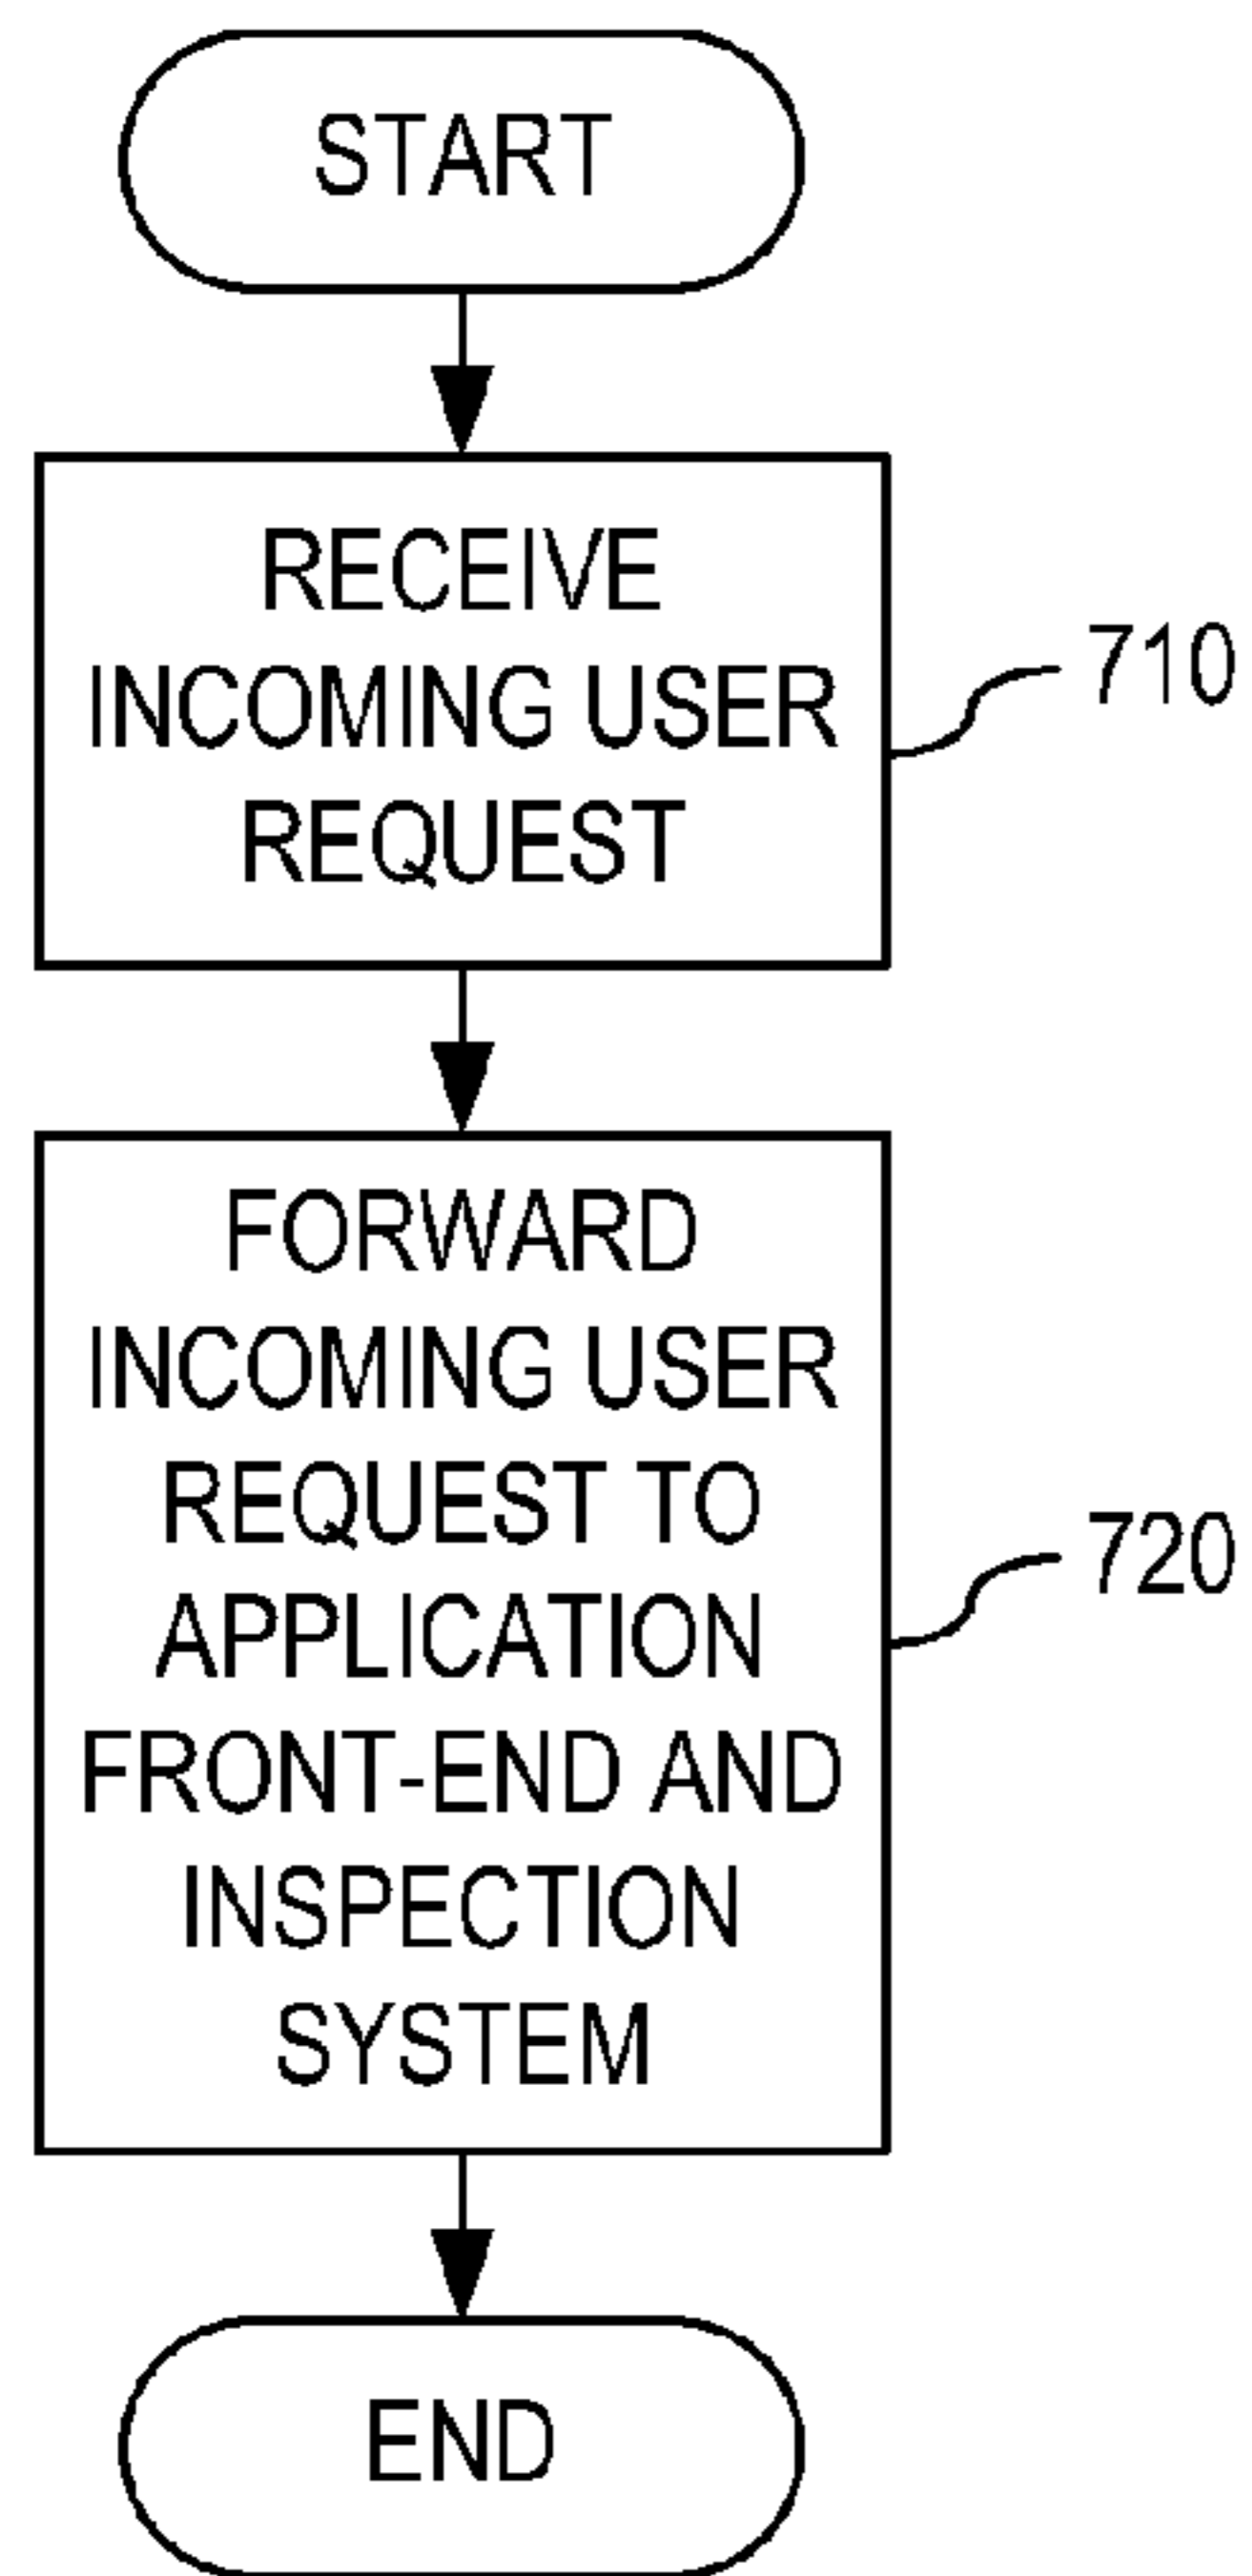 START
RECEIVE
INCOMING USER
REQUEST
710
FORWARD
INCOMING USER
REQUEST TO
APPLICATION
FRONT-END AND
INSPECTION
SYSTEM
720
END